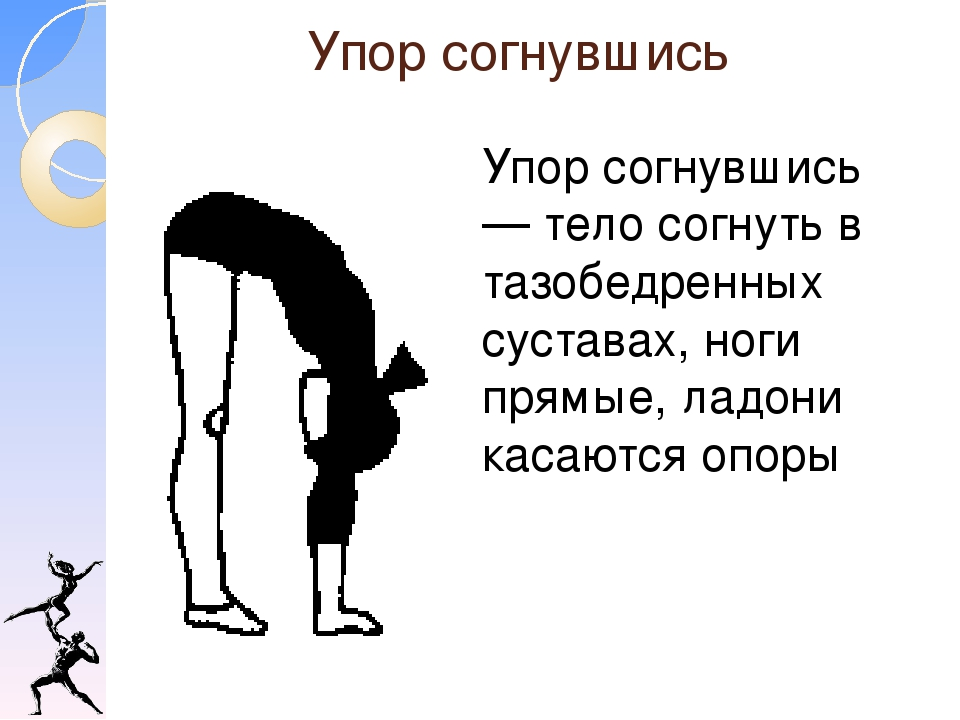 Упор согнувшись
Упор согнувшись
— тело согнуть в
тазобедренных
суставах, ноги
прямые, ладони
касаются опоры